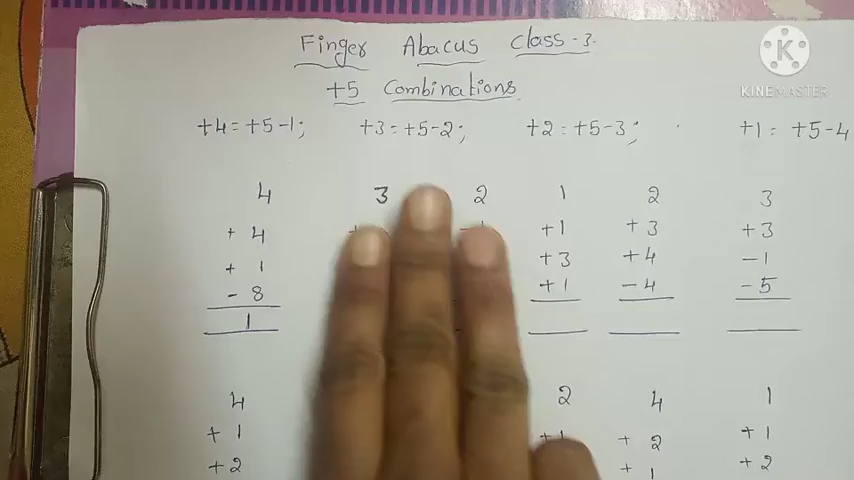 Finger Abacus Class-3.
+5 Combinations
K
KINEMASTER
+4=+5-1; +3=+5-2; +2=+5-3; +1= +5-4
4 3 2 1 2 3
+ 4 +1 +3 +3
+ 1 +3 +4 -1
- 8 +1 -4 -5
1
4 2 4 1
+ 1 + 2 +1
+2 + 1 +2